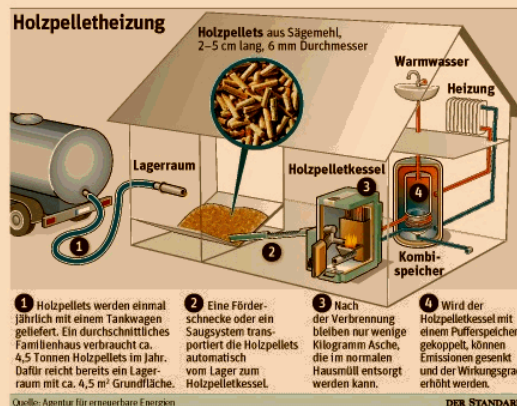 Holzpelletheizung
Holzpellets aus Sägemehl,
2–5 cm lang, 6 mm Durchmesser
Warmwasser
Heizung
Lagerraum
Holzpelletkessel
3
4
1
2
Kombi-
speicher
1 Holzpellets werden einmal
jährlich mit einem Tankwagen
geliefert. Ein durchschnittliches
Familienhaus verbraucht ca.
4,5 Tonnen Holzpellets im Jahr.
Dafür reicht bereits ein Lager-
raum mit ca. 4,5 m² Grundfläche.
2 Eine Förder-
schnecke oder ein
Saugsystem trans-
portiert die Holzpellets
automatisch
vom Lager zum
Holzpelletkessel.
3 Nach
der Verbrennung
bleiben nur wenige
Kilogramm Asche,
die im normalen
Hausmüll entsorgt
werden kann.
4 Wird der
Holzpelletkessel mit
einem Pufferspeicher
gekoppelt, können
Emissionen gesenkt
und der Wirkungsgra
erhöht werden.
Quelle: Agentur für erneuerbare Energien
DER STANDAR